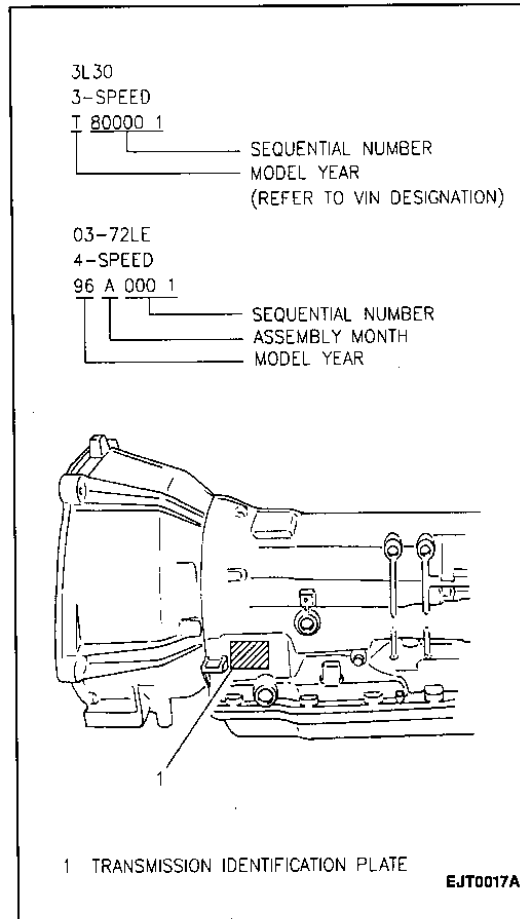 3L30
3-SPEED
T 80000 1
SEQUENTIAL NUMBER
MODEL YEAR
(REFER TO VIN DESIGNATION)
03-72LE
4-SPEED
96 A 000 1
SEQUENTIAL NUMBER
ASSEMBLY MONTH
MODEL YEAR
1
1 TRANSMISSION IDENTIFICATION PLATE
EJT0017A